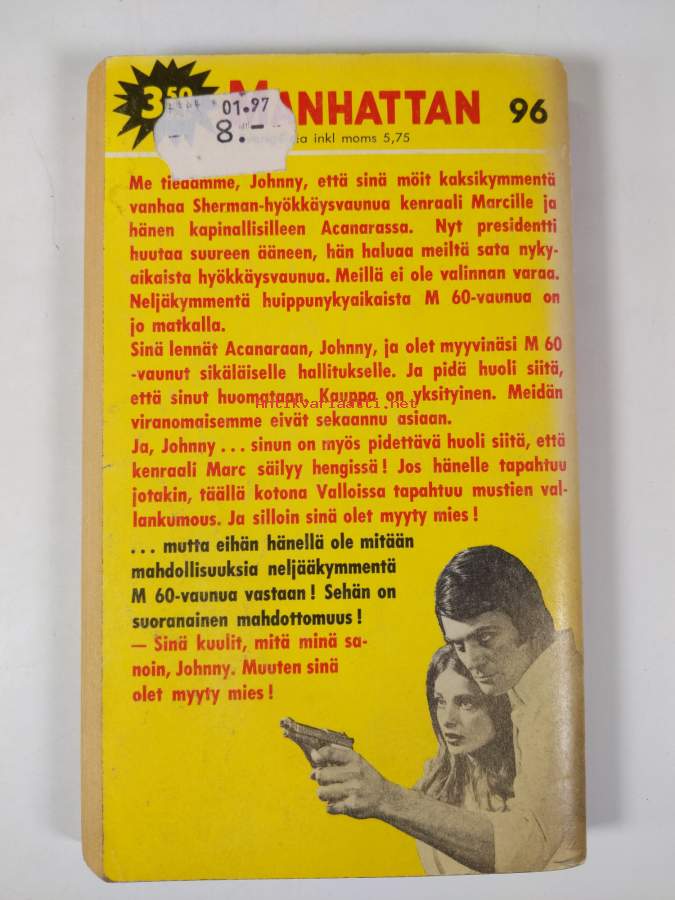 3.50
MANHATTAN 96
01.97
8.-
inkl moms 5,75
Me tiedämme, Johnny, että sinä möit kaksikymmentä
vanhaa Sherman-hyökkäysvaunua kenraali Marcille ja
hänen kapinallisilleen Acanarassa. Nyt presidentti
huutaa suureen ääneen, hän haluaa meiltä sata nyky-
aikaista hyökkäysvaunua. Meillä ei ole valinnan varaa.
Neljäkymmentä huippunykyaikaista M 60-vaunua on
jo matkalla.
Sinä lennät Acanaraan, Johnny, ja olet myyvinäsi M 60
-vaunut sikäläiselle hallitukselle. Ja pidä huoli siitä,
että sinut huomataan. Kauppa on yksityinen. Meidän
antikvariaatti.net
viranomaisemme eivät sekaannu asiaan.
Ja, Johnny . . . sinun on myös pidettävä huoli siitä, että
kenraali Marc säilyy hengissä! Jos hänelle tapahtuu
jotakin, täällä kotona Valloissa tapahtuu mustien val-
lankumous. Ja silloin sinä olet myyty mies!
. . . mutta eihän hänellä ole mitään
mahdollisuuksia neljääkymmentä
M 60-vaunua vastaan! Sehän on
suoranainen mahdottomuus!
— Sinä kuulit, mitä minä sa-
noin, Johnny. Muuten sinä
olet myyty mies!